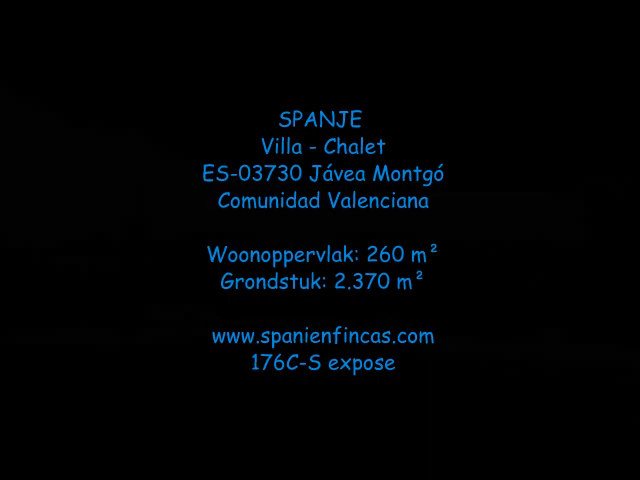 SPANJE
Villa - Chalet
ES-03730 Jávea Montgó
Comunidad Valenciana
Woonoppervlak: 260 m²
Grondstuk: 2.370 m²
www.spanienfincas.com
176C-S expose